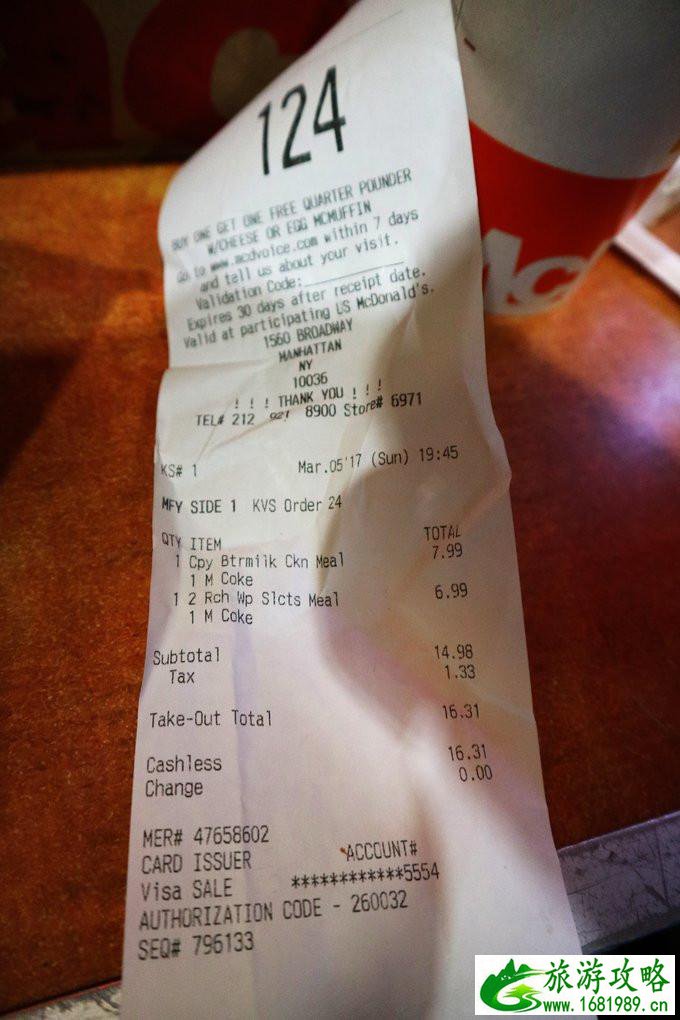 124
BUY ONE GET ONE FREE QUARTER POUNDER
W/CHEESE OR EGG MCMUFFIN
Go to www.mcdvoice.com within 7 days
and tell us about your visit.
Validation Code:
Expires 30 days after receipt date.
Valid at participating US McDonald's.
1560 BROADWAY
MANHATTAN
NY
10036
! ! ! THANK YOU ! ! !
TEL# 212 921 8900 Store# 6971
KS# 1 Mar.05'17 (Sun) 19:45
MFY SIDE 1 KVS Order 24
QTY ITEM TOTAL
1 Cpy Btrmilk Ckn Meal 7.99
1 M Coke
1 2 Rch Wp Slcts Meal 6.99
1 M Coke
Subtotal 14.98
Tax 1.33
Take-Out Total 16.31
Cashless 16.31
Change 0.00
MER# 47658602
CARD ISSUER ACCOUNT#
Visa SALE ************5554
AUTHORIZATION CODE - 260032
SEQ# 796133
旅游攻略
www.1681989.cn